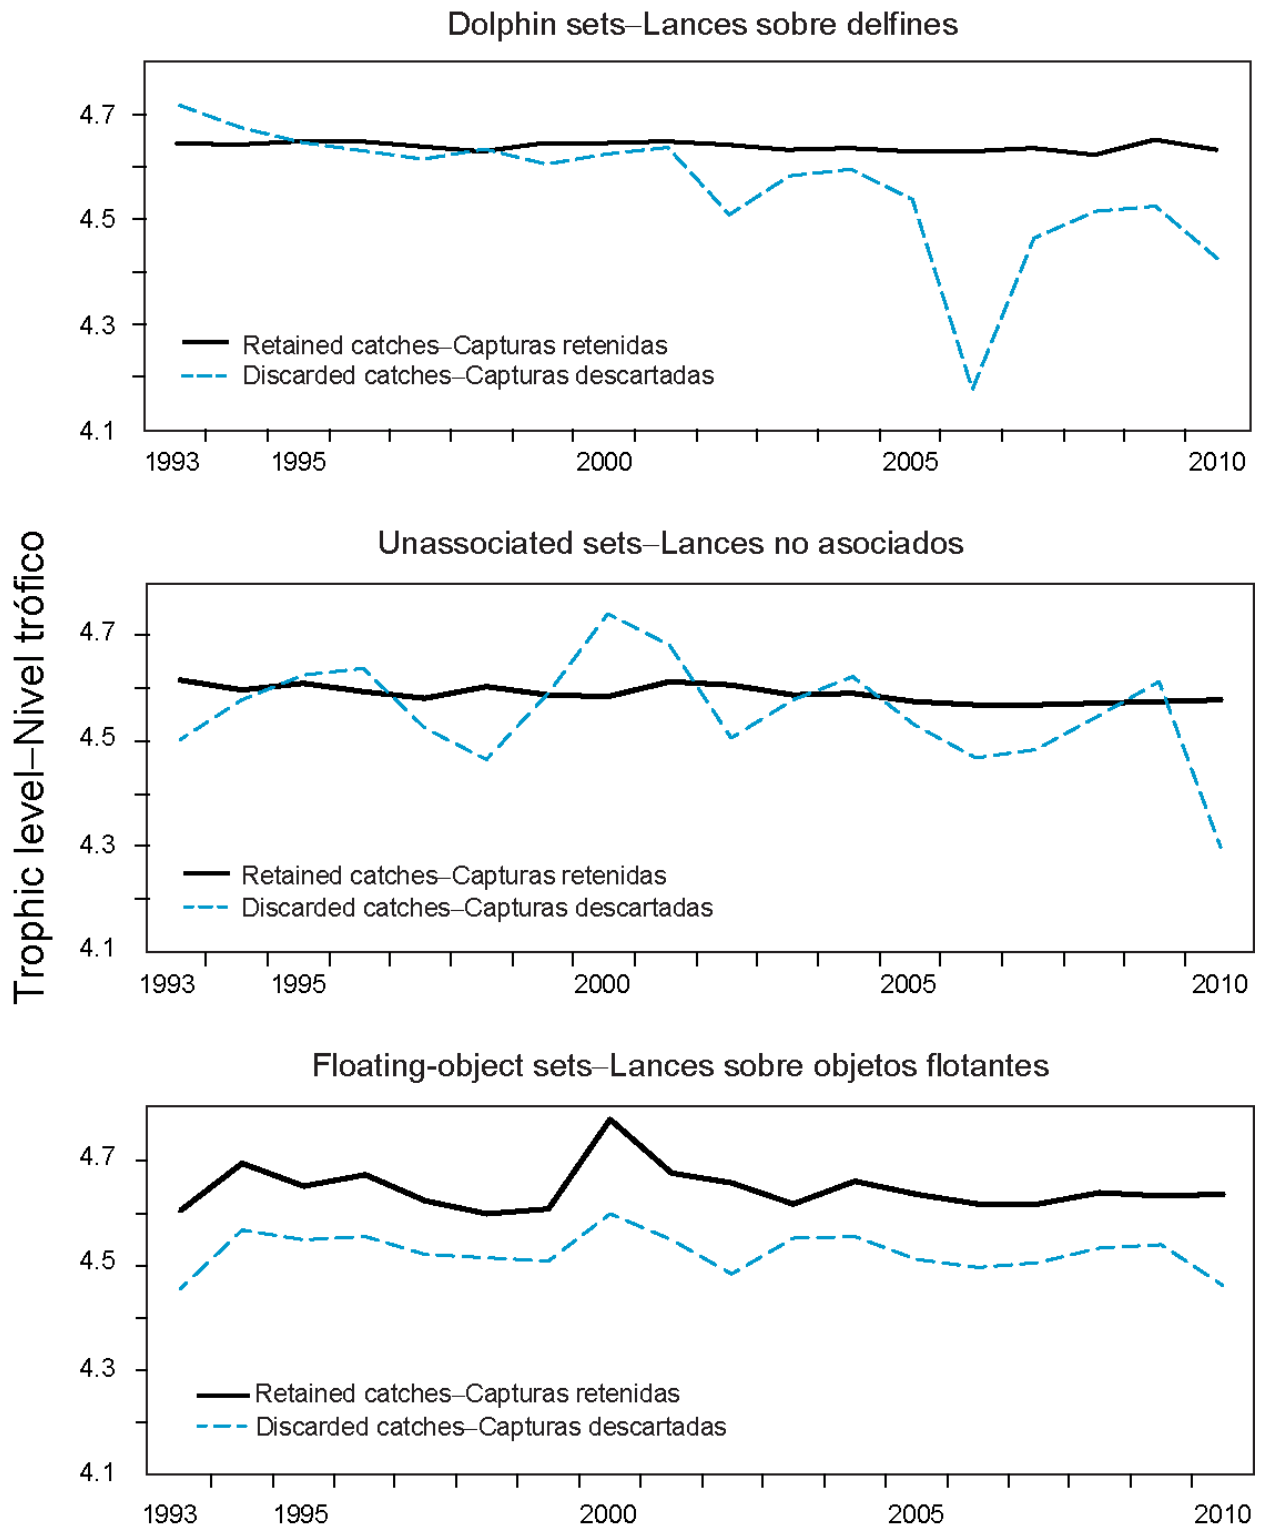 Dolphin sets–Lances sobre delfines
4.7
4.5
4.3
Retained catches–Capturas retenidas
Discarded catches–Capturas descartadas
4.1
1993 1995 2000 2005 2010
Trophic level–Nivel trófico
Unassociated sets–Lances no asociados
4.7
4.5
4.3
Retained catches–Capturas retenidas
Discarded catches–Capturas descartadas
4.1
1993 1995 2000 2005 2010
Floating-object sets–Lances sobre objetos flotantes
4.7
4.5
4.3
Retained catches–Capturas retenidas
Discarded catches–Capturas descartadas
4.1
1993 1995 2000 2005 2010